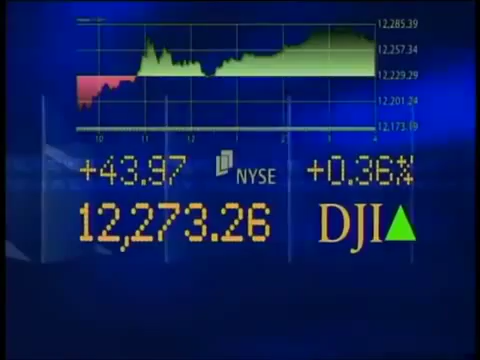 12,285.39
12,257.34
12,229.29
12,201.24
12,173.19
10 11 12 1 2 3 4
+43.97 NYSE +0.36%
12,273.26 DJI